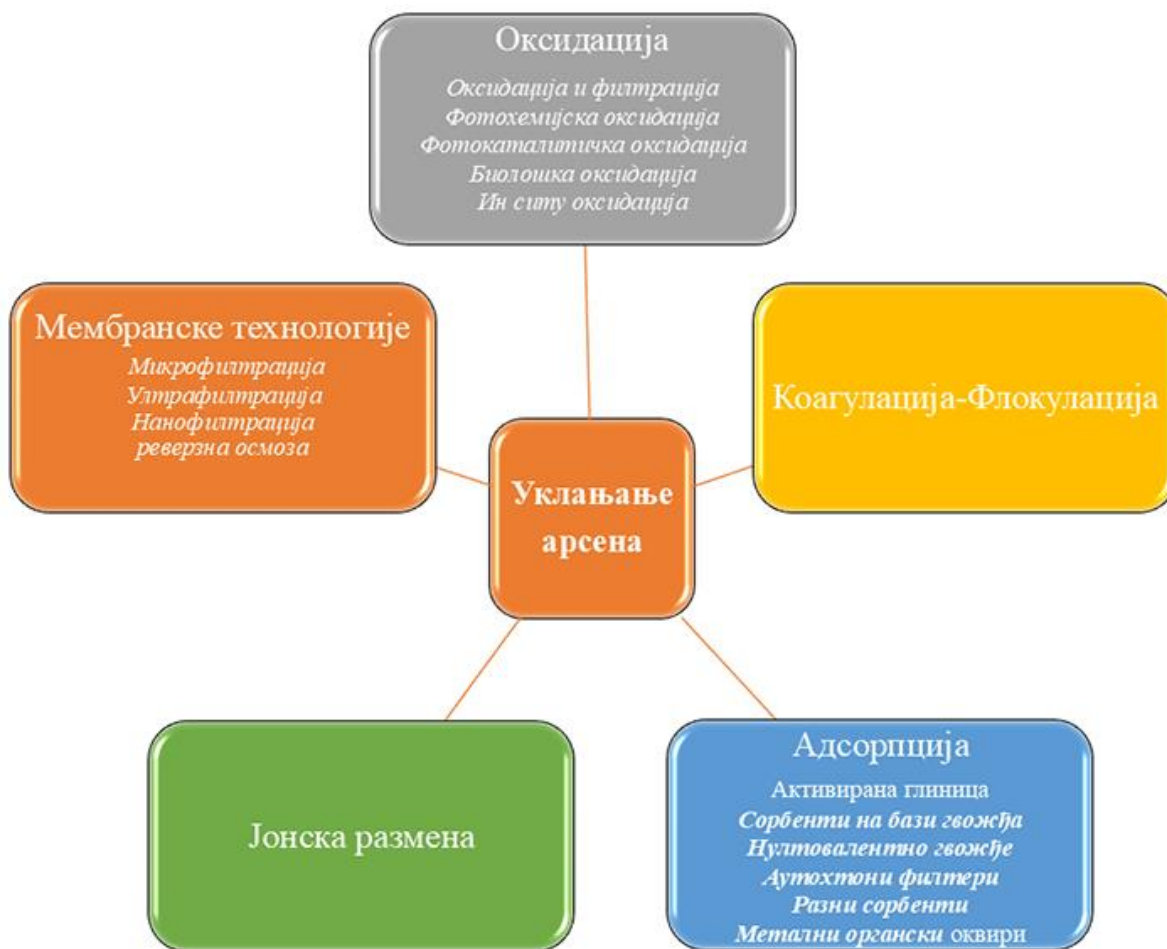 Оксидација
Оксидација и филтрација
Фотохемијска оксидација
Фотокаталитичка оксидација
Биолошка оксидација
Ин ситу оксидација
Мембранске технологије
Микрофилтрација
Ултрафилтрација
Нанофилтрација
реверзна осмоза
Коагулација-Флокулација
Уклањање
арсена
Јонска размена
Адсорпција
Активирана глиница
Сорбенти на бази гвожђа
Нултовалентно гвожђе
Аутохтони филтери
Разни сорбенти
Метални органски оквири